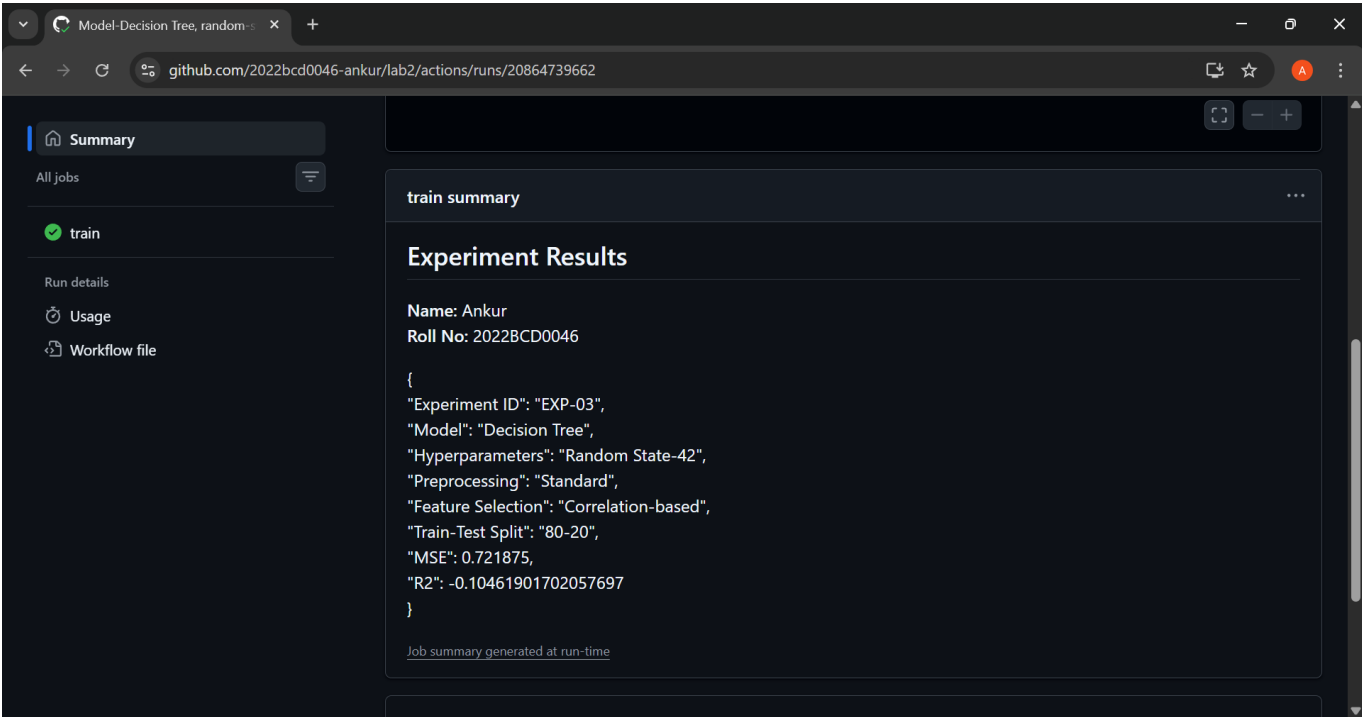 Model-Decision Tree, random-s
github.com/2022bcd0046-ankur/lab2/actions/runs/20864739662
A
Summary
All jobs
train
Run details
Usage
Workflow file
train summary
Experiment Results
Name: Ankur
Roll No: 2022BCD0046
{
"Experiment ID": "EXP-03",
"Model": "Decision Tree",
"Hyperparameters": "Random State-42",
"Preprocessing": "Standard",
"Feature Selection": "Correlation-based",
"Train-Test Split": "80-20",
"MSE": 0.721875,
"R2": -0.10461901702057697
}
Job summary generated at run-time